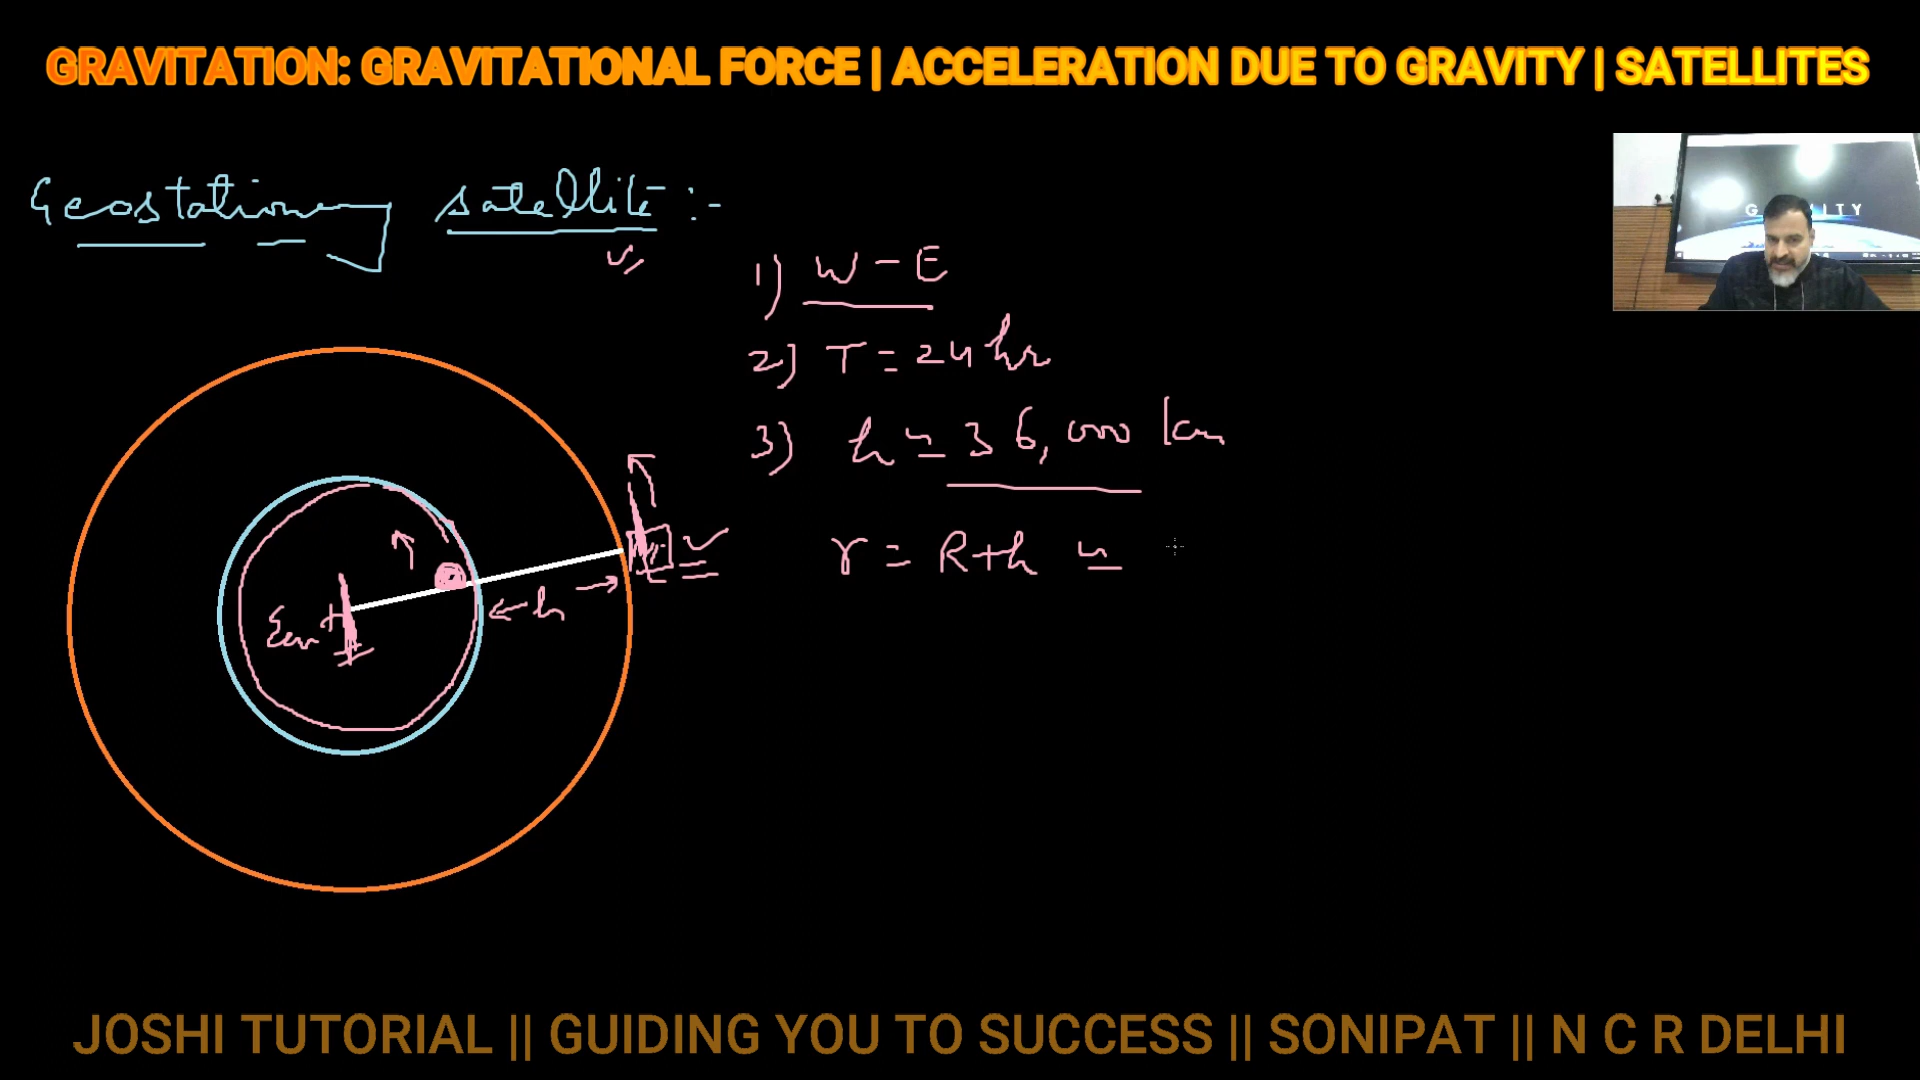 GRAVITATION: GRAVITATIONAL FORCE | ACCELERATION DUE TO GRAVITY | SATELLITES
Geostationary satellite :-
1) W - E
2) T = 24 hr
3) h ≃ 36,000 km
r = R+h ≃
← h →
JOSHI TUTORIAL || GUIDING YOU TO SUCCESS || SONIPAT || N C R DELHI